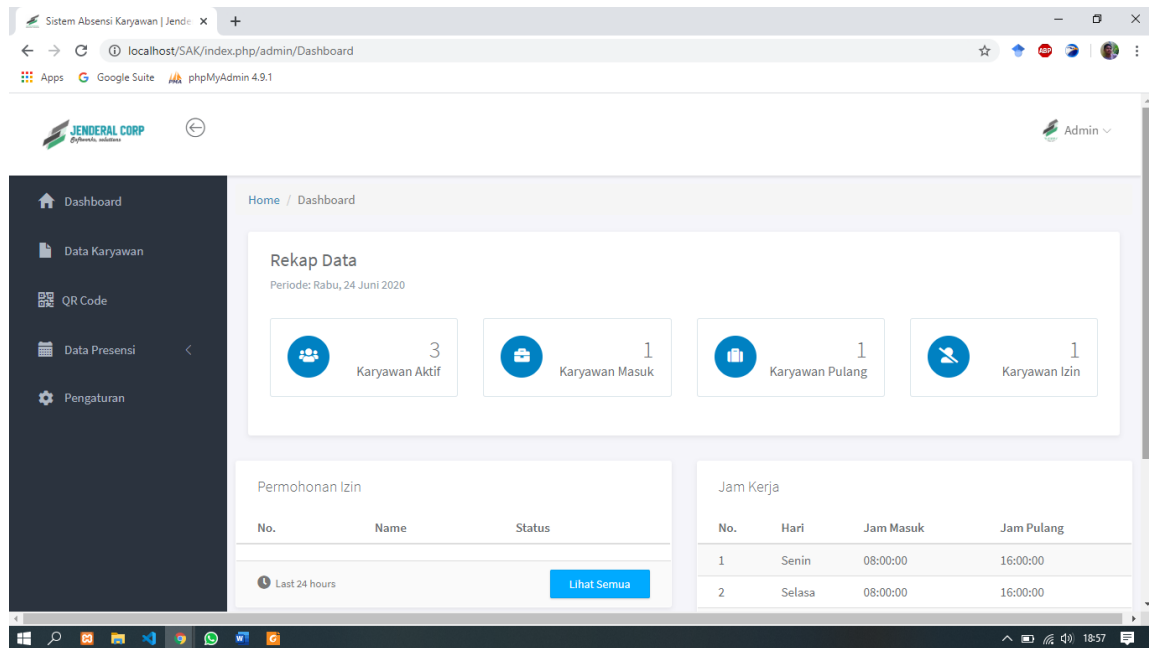 Sistem Absensi Karyawan | Jende
localhost/SAK/index.php/admin/Dashboard
ABP
Apps Google Suite phpMyAdmin 4.9.1
JENDERAL CORP
Softworks, solutions
Admin
Dashboard
Data Karyawan
QR Code
Data Presensi
Pengaturan
Home / Dashboard
Rekap Data
Periode: Rabu, 24 Juni 2020
3
Karyawan Aktif
1
Karyawan Masuk
1
Karyawan Pulang
1
Karyawan Izin
Permohonan Izin
No. Name Status
Last 24 hours
Lihat Semua
Jam Kerja
No. Hari Jam Masuk Jam Pulang
1 Senin 08:00:00 16:00:00
2 Selasa 08:00:00 16:00:00
18:57